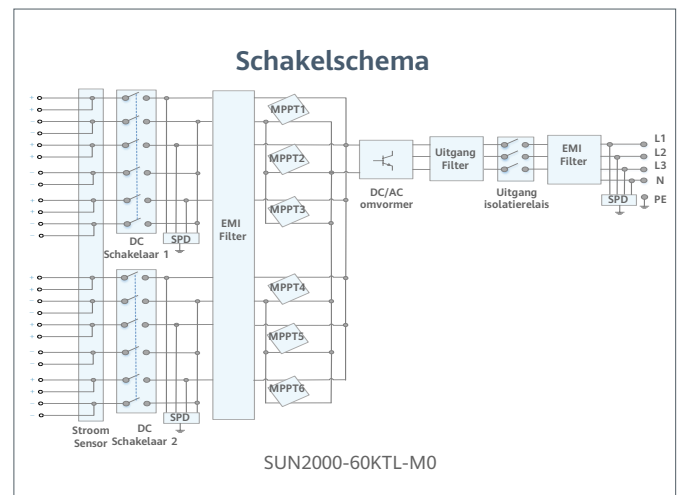 Schakelschema
MPPT1
MPPT2
MPPT3
MPPT4
MPPT5
MPPT6
EMI
Filter
DC
Schakelaar 1
SPD
DC
Schakelaar 2
SPD
Stroom
Sensor
DC/AC
omvormer
Uitgang
Filter
Uitgang
isolatierelais
EMI
Filter
SPD
L1
L2
L3
N
PE
SUN2000-60KTL-M0